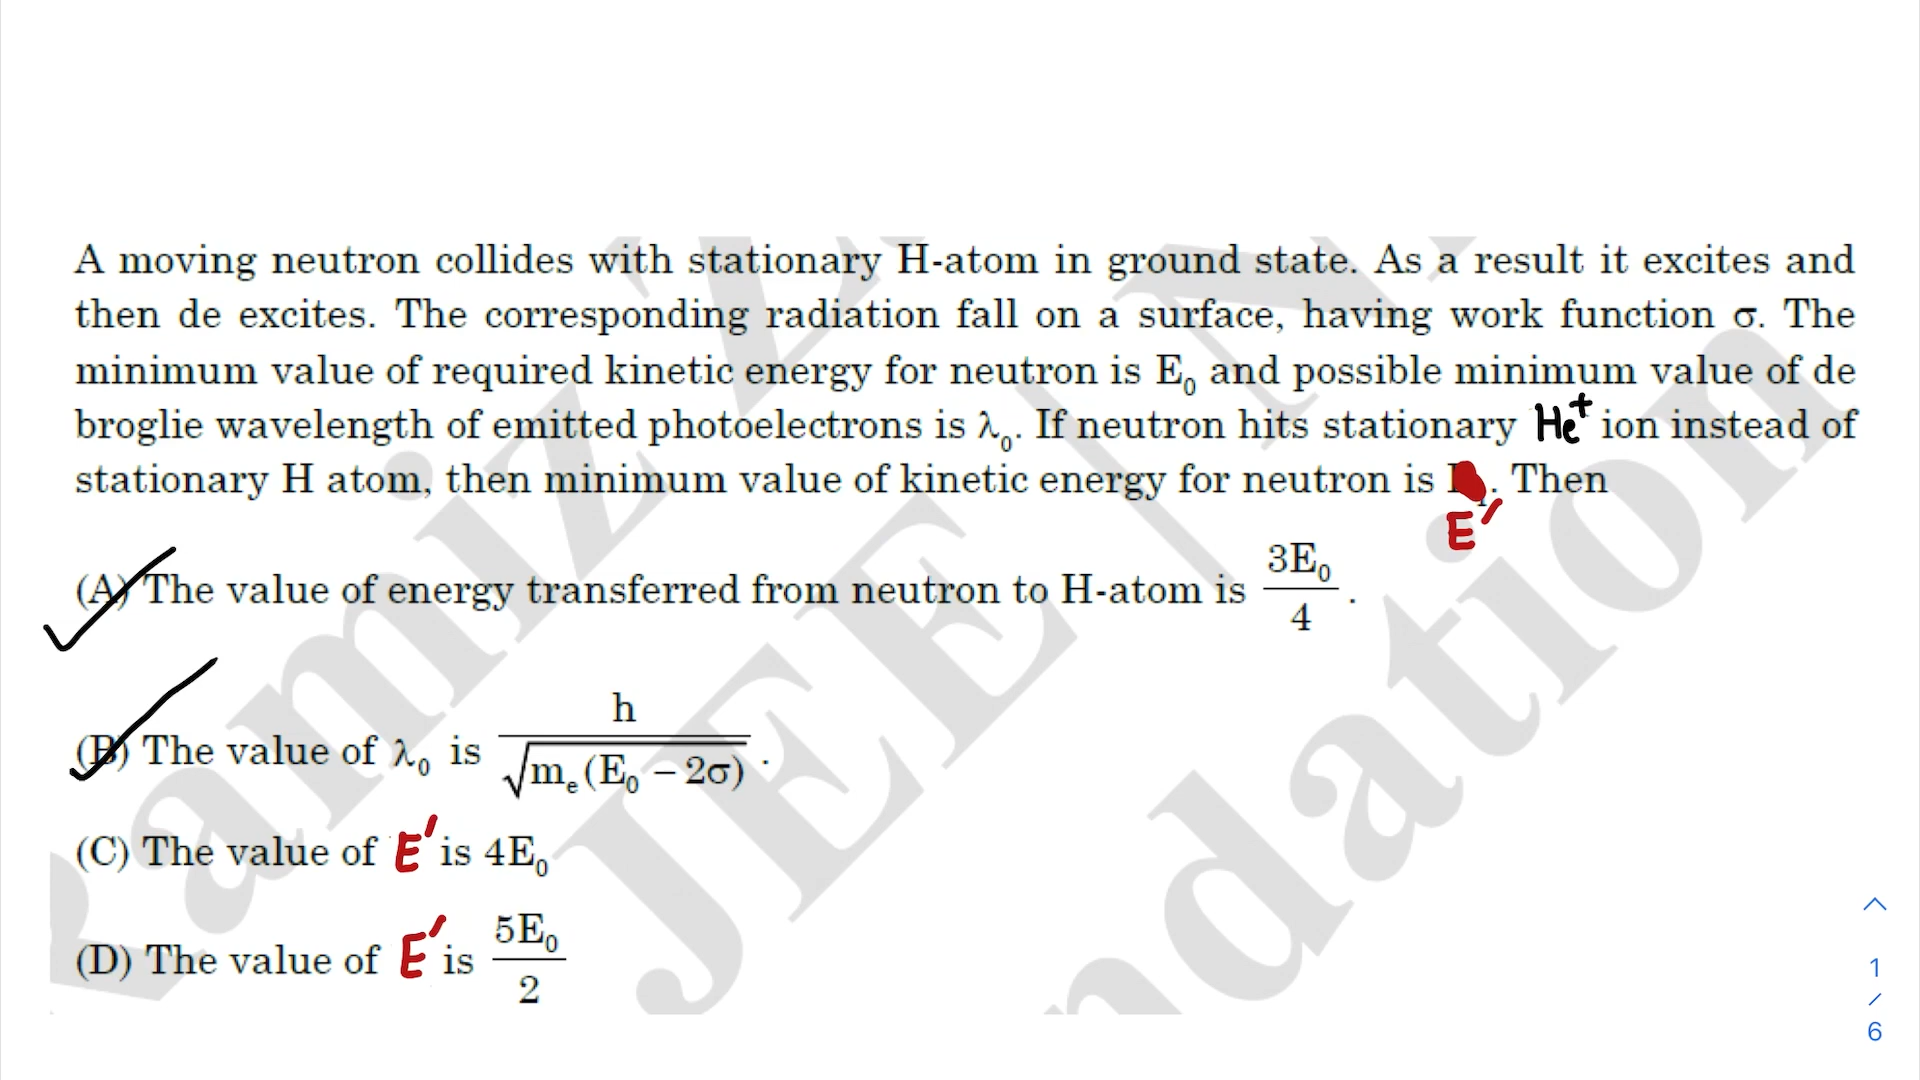 A moving neutron collides with stationary H-atom in ground state. As a result it excites and
then de excites. The corresponding radiation fall on a surface, having work function σ. The
minimum value of required kinetic energy for neutron is E₀ and possible minimum value of de
broglie wavelength of emitted photoelectrons is λ₀. If neutron hits stationary He⁺ ion instead of
stationary H atom, then minimum value of kinetic energy for neutron is E′. Then
(A) The value of energy transferred from neutron to H-atom is 3E₀/4.
(B) The value of λ₀ is h/√(mₑ(E₀ – 2σ)).
(C) The value of E′ is 4E₀
(D) The value of E′ is 5E₀/2
1
/
6